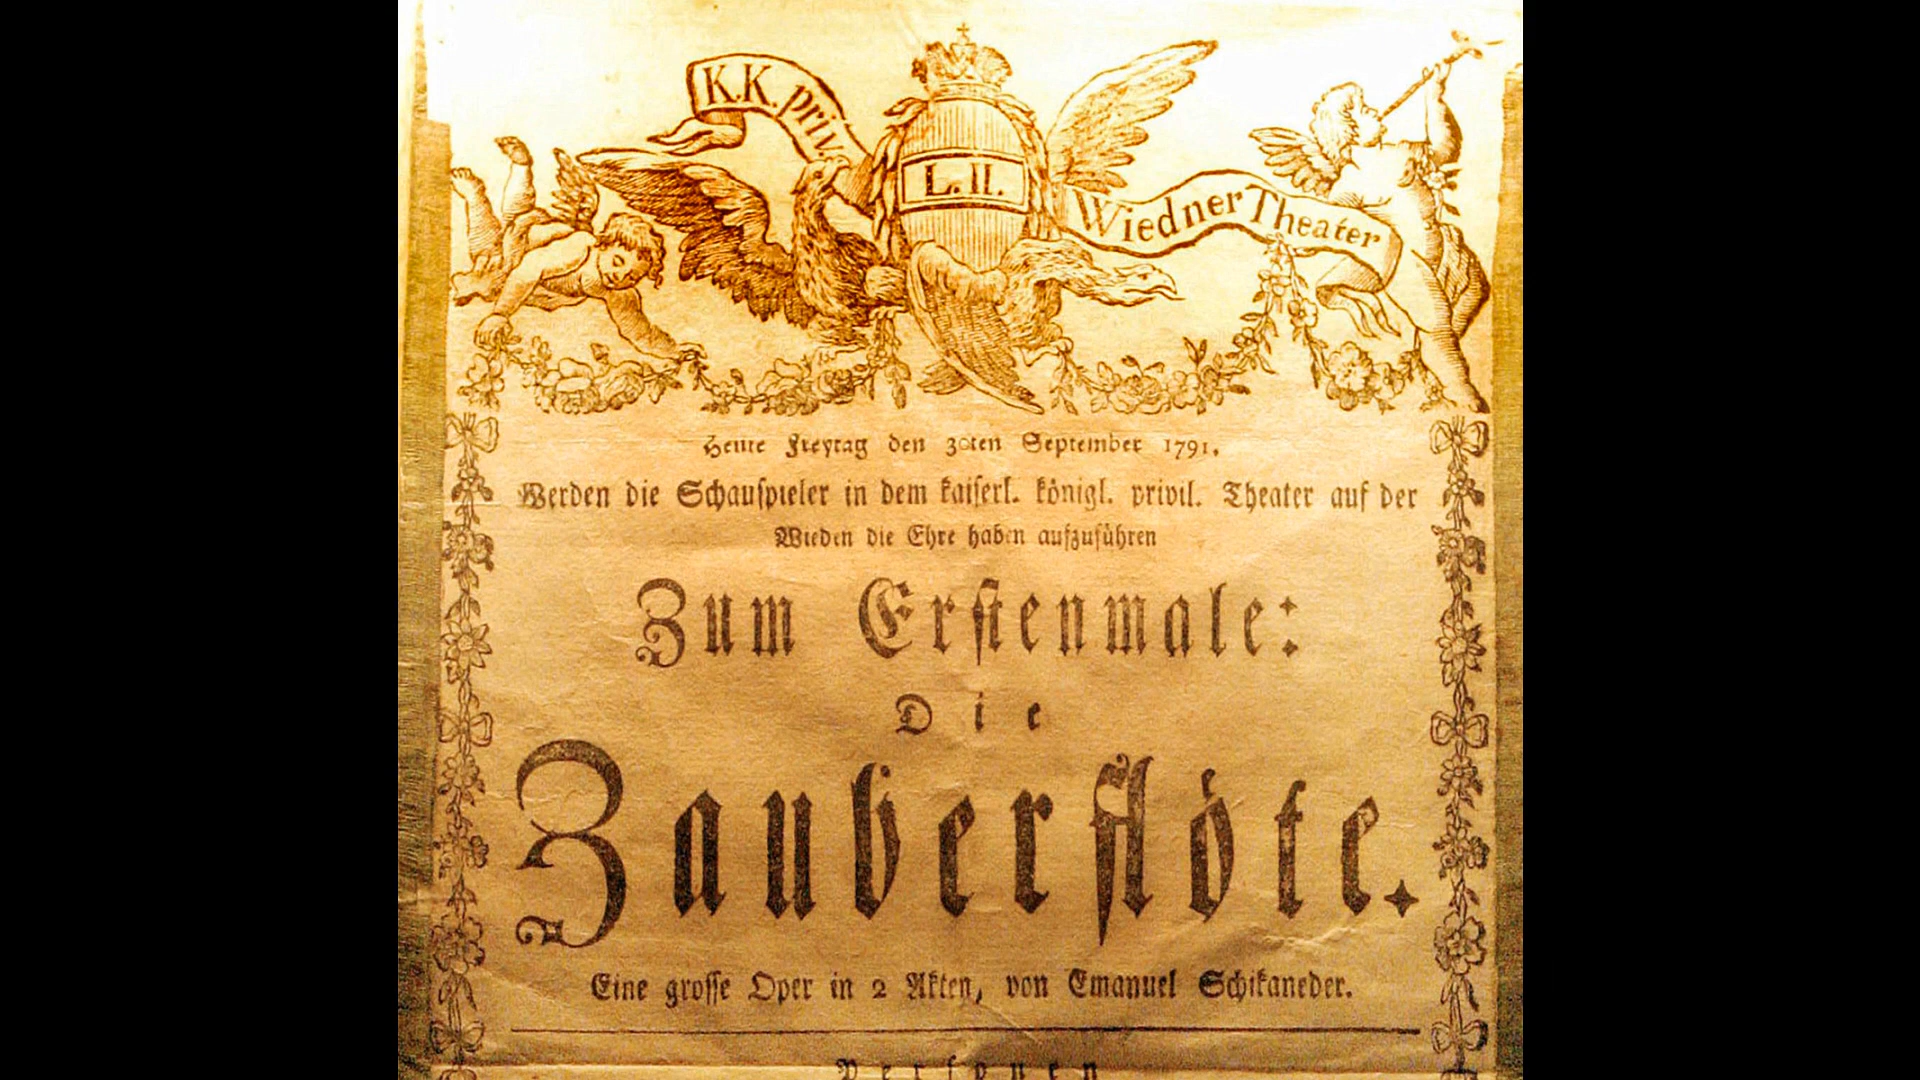 K.K. priv.
L. II.
Wiedner Theater
Heute Freytag den 30ten September 1791.
Werden die Schauspieler in dem kaiserl. königl. privil. Theater auf der
Wieden die Ehre haben aufzuführen
Zum Erstenmale:
Die
Zauberflöte.
Eine grosse Oper in 2 Akten, von Emanuel Schikaneder.
Personen